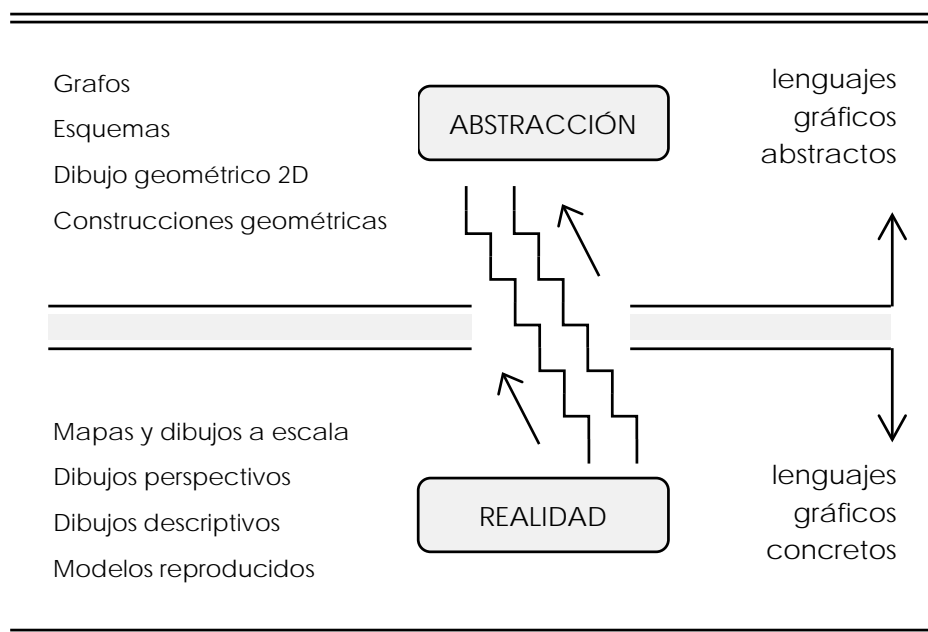 Grafos
Esquemas
Dibujo geométrico 2D
Construcciones geométricas
ABSTRACCIÓN
lenguajes
gráficos
abstractos
Mapas y dibujos a escala
Dibujos perspectivos
Dibujos descriptivos
Modelos reproducidos
REALIDAD
lenguajes
gráficos
concretos